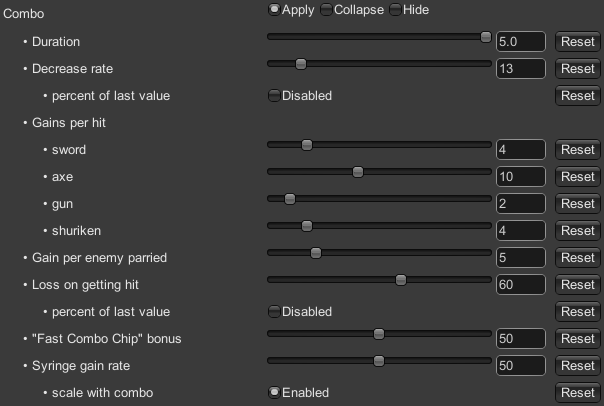 Combo Apply Collapse Hide
• Duration 5.0 Reset
• Decrease rate 13 Reset
• percent of last value Disabled Reset
• Gains per hit
• sword 4 Reset
• axe 10 Reset
• gun 2 Reset
• shuriken 4 Reset
• Gain per enemy parried 5 Reset
• Loss on getting hit 60 Reset
• percent of last value Disabled Reset
• "Fast Combo Chip" bonus 50 Reset
• Syringe gain rate 50 Reset
• scale with combo Enabled Reset